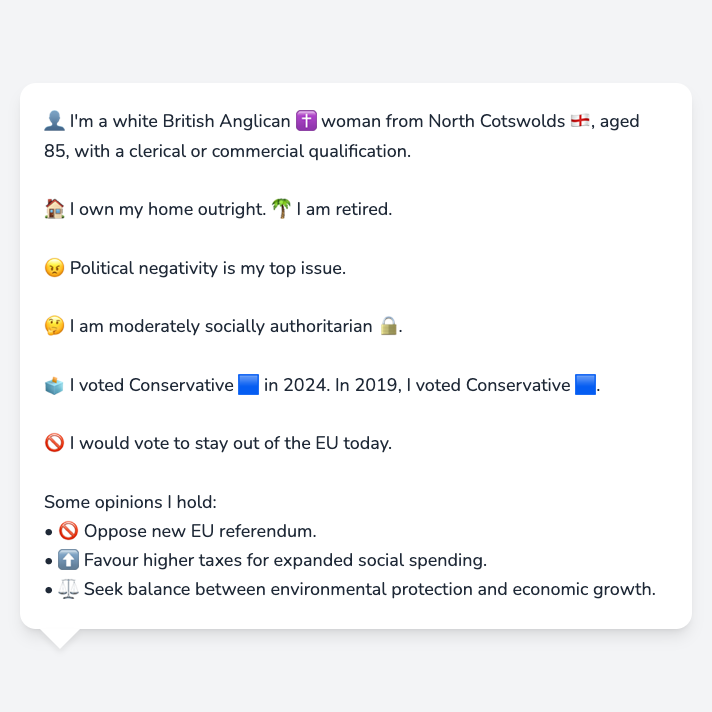 👤 I'm a white British Anglican ✝️ woman from North Cotswolds 🏴󠁧󠁢󠁥󠁮󠁧󠁿, aged
85, with a clerical or commercial qualification.
🏠 I own my home outright. 🌴 I am retired.
😠 Political negativity is my top issue.
🤔 I am moderately socially authoritarian 🔒.
🗳️ I voted Conservative 🟦 in 2024. In 2019, I voted Conservative 🟦.
🚫 I would vote to stay out of the EU today.
Some opinions I hold:
• 🚫 Oppose new EU referendum.
• ⬆️ Favour higher taxes for expanded social spending.
• ⚖️ Seek balance between environmental protection and economic growth.